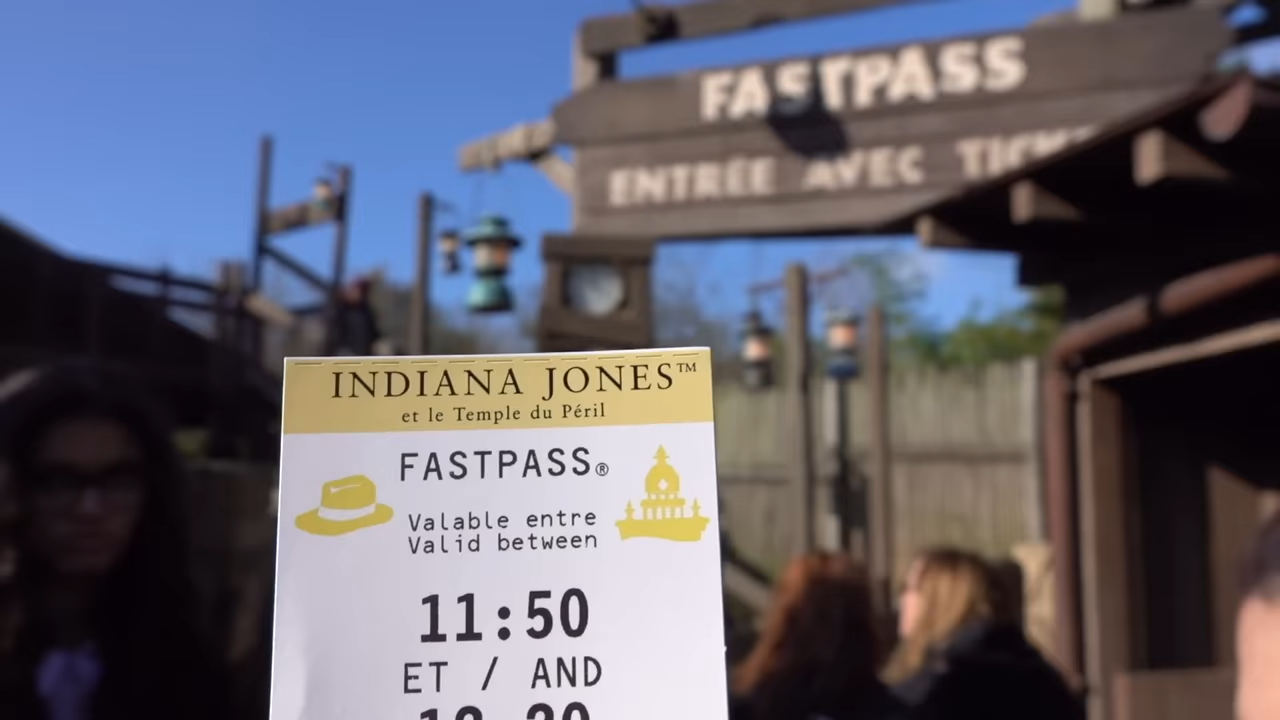 FASTPASS
ENTRÉE AVEC
INDIANA JONES™
et le Temple du Péril
FASTPASS®
Valable entre
Valid between
11:50
ET / AND